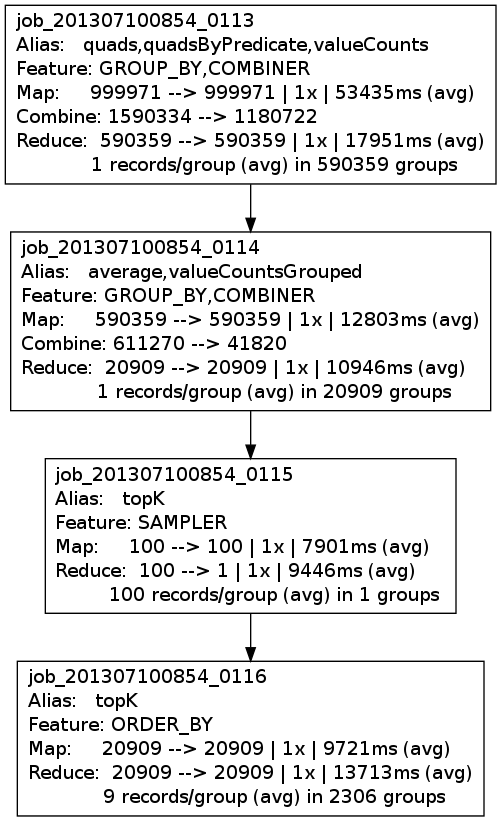 job_201307100854_0113
Alias: quads,quadsByPredicate,valueCounts
Feature: GROUP_BY,COMBINER
Map: 999971 --> 999971 | 1x | 53435ms (avg)
Combine: 1590334 --> 1180722
Reduce: 590359 --> 590359 | 1x | 17951ms (avg)
1 records/group (avg) in 590359 groups
job_201307100854_0114
Alias: average,valueCountsGrouped
Feature: GROUP_BY,COMBINER
Map: 590359 --> 590359 | 1x | 12803ms (avg)
Combine: 611270 --> 41820
Reduce: 20909 --> 20909 | 1x | 10946ms (avg)
1 records/group (avg) in 20909 groups
job_201307100854_0115
Alias: topK
Feature: SAMPLER
Map: 100 --> 100 | 1x | 7901ms (avg)
Reduce: 100 --> 1 | 1x | 9446ms (avg)
100 records/group (avg) in 1 groups
job_201307100854_0116
Alias: topK
Feature: ORDER_BY
Map: 20909 --> 20909 | 1x | 9721ms (avg)
Reduce: 20909 --> 20909 | 1x | 13713ms (avg)
9 records/group (avg) in 2306 groups